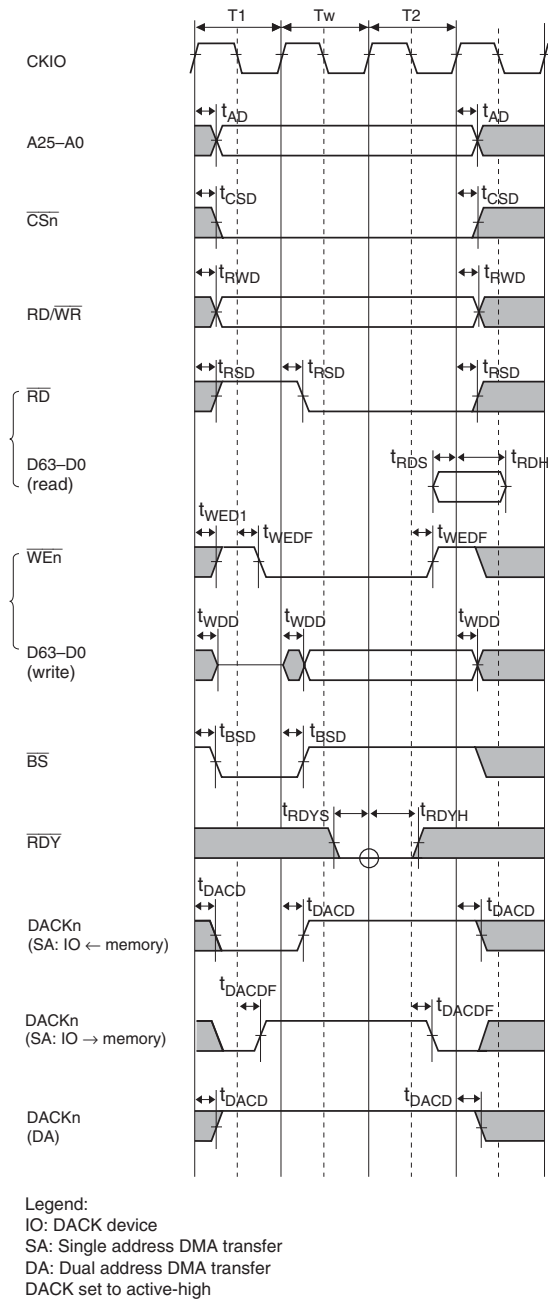 T1 Tw T2
CKIO
tAD tAD
A25–A0
tCSD tCSD
CSn
tRWD tRWD
RD/WR
tRSD tRSD tRSD
RD
tRDS tRDH
D63–D0
(read)
tWED1 tWEDF tWEDF
WEn
tWDD tWDD tWDD
D63–D0
(write)
tBSD tBSD
BS
tRDYS tRDYH
RDY
tDACD tDACD tDACD
DACKn
(SA: IO ← memory)
tDACDF tDACDF
DACKn
(SA: IO → memory)
tDACD tDACD
DACKn
(DA)
Legend:
IO: DACK device
SA: Single address DMA transfer
DA: Dual address DMA transfer
DACK set to active-high